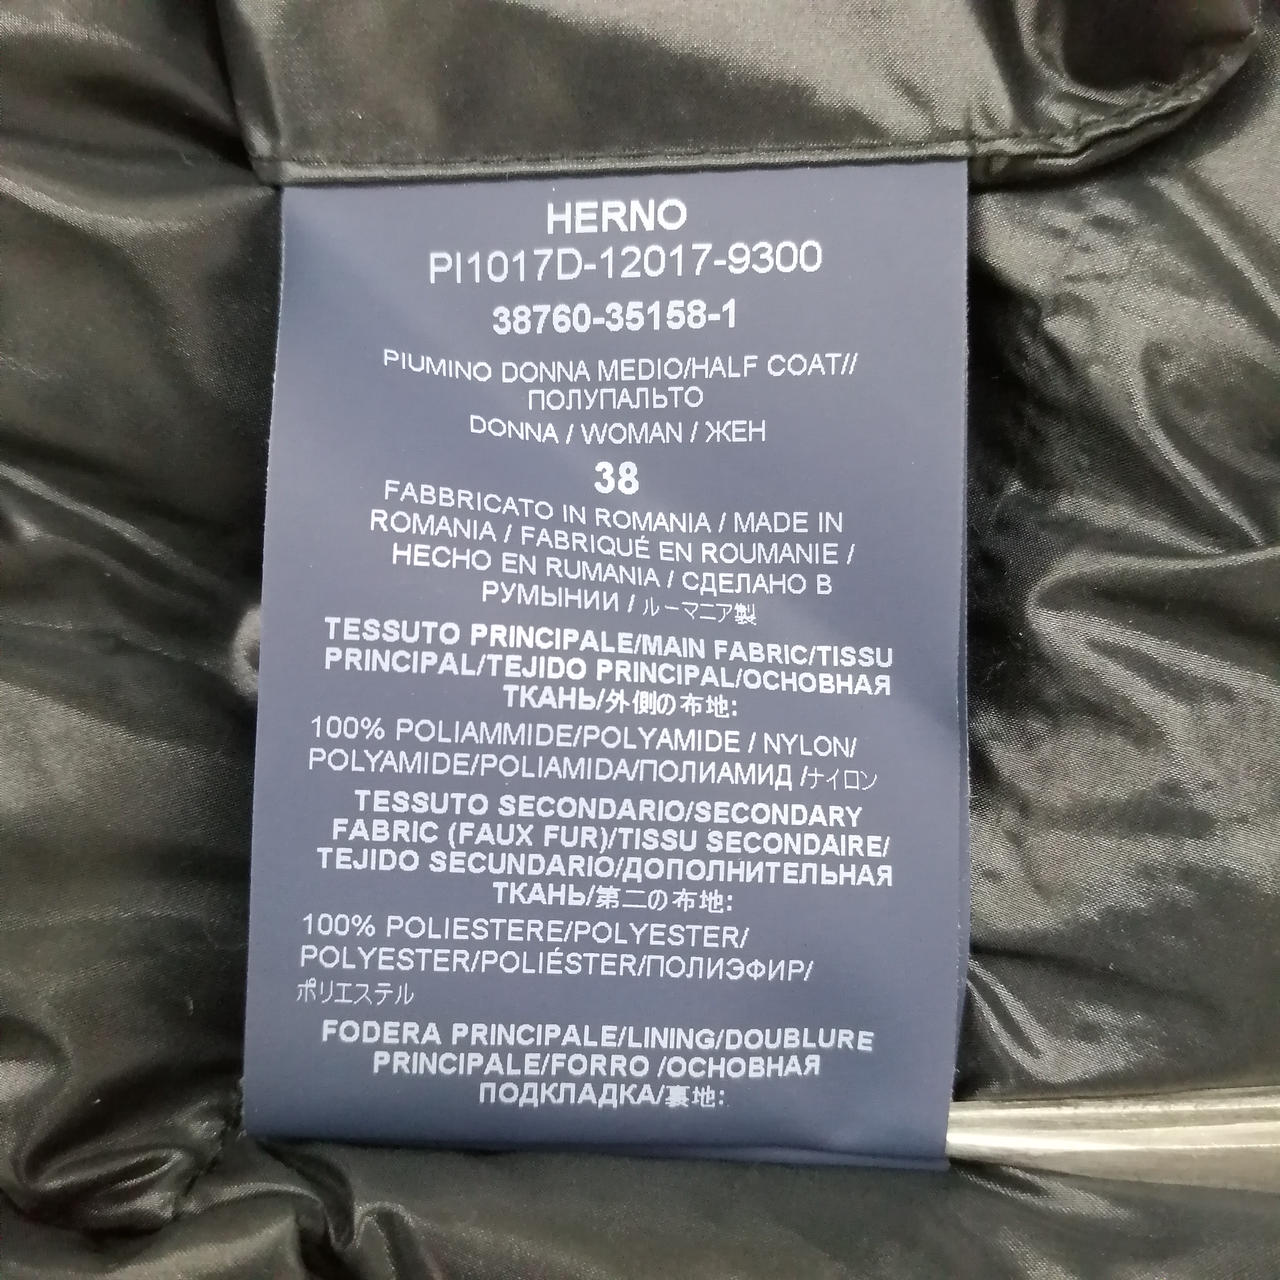 HERNO
PI1017D-12017-9300
38760-35158-1
PIUMINO DONNA MEDIO/HALF COAT//
ПОЛУПАЛЬТО
DONNA / WOMAN / ЖЕН
38
FABBRICATO IN ROMANIA / MADE IN
ROMANIA / FABRIQUÉ EN ROUMANIE /
HECHO EN RUMANIA / СДЕЛАНО В
РУМЫНИИ / ルーマニア製
TESSUTO PRINCIPALE/MAIN FABRIC/TISSU
PRINCIPAL/TEJIDO PRINCIPAL/ОСНОВНАЯ
ТКАНЬ/外側の布地:
100% POLIAMMIDE/POLYAMIDE / NYLON/
POLYAMIDE/POLIAMIDA/ПОЛИАМИД /ナイロン
TESSUTO SECONDARIO/SECONDARY
FABRIC (FAUX FUR)/TISSU SECONDAIRE/
TEJIDO SECUNDARIO/ДОПОЛНИТЕЛЬНАЯ
ТКАНЬ/第二の布地:
100% POLIESTERE/POLYESTER/
POLYESTER/POLIÉSTER/ПОЛИЭФИР/
ポリエステル
FODERA PRINCIPALE/LINING/DOUBLURE
PRINCIPALE/FORRO /ОСНОВНАЯ
ПОДКЛАДКА/裏地: